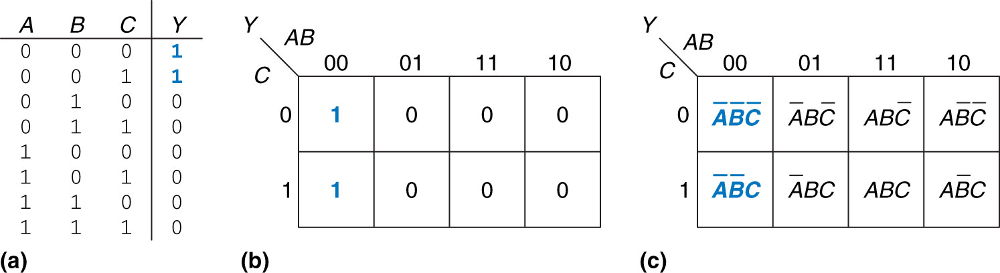 A B C Y
0 0 0 1
0 0 1 1
0 1 0 0
0 1 1 0
1 0 0 0
1 0 1 0
1 1 0 0
1 1 1 0
(a)
Y
AB
C
00 01 11 10
0 1 0 0 0
1 1 0 0 0
(b)
Y
AB
C
00 01 11 10
0 A̅B̅C̅ A̅BC̅ ABC̅ AB̅C̅
1 A̅B̅C A̅BC ABC AB̅C
(c)